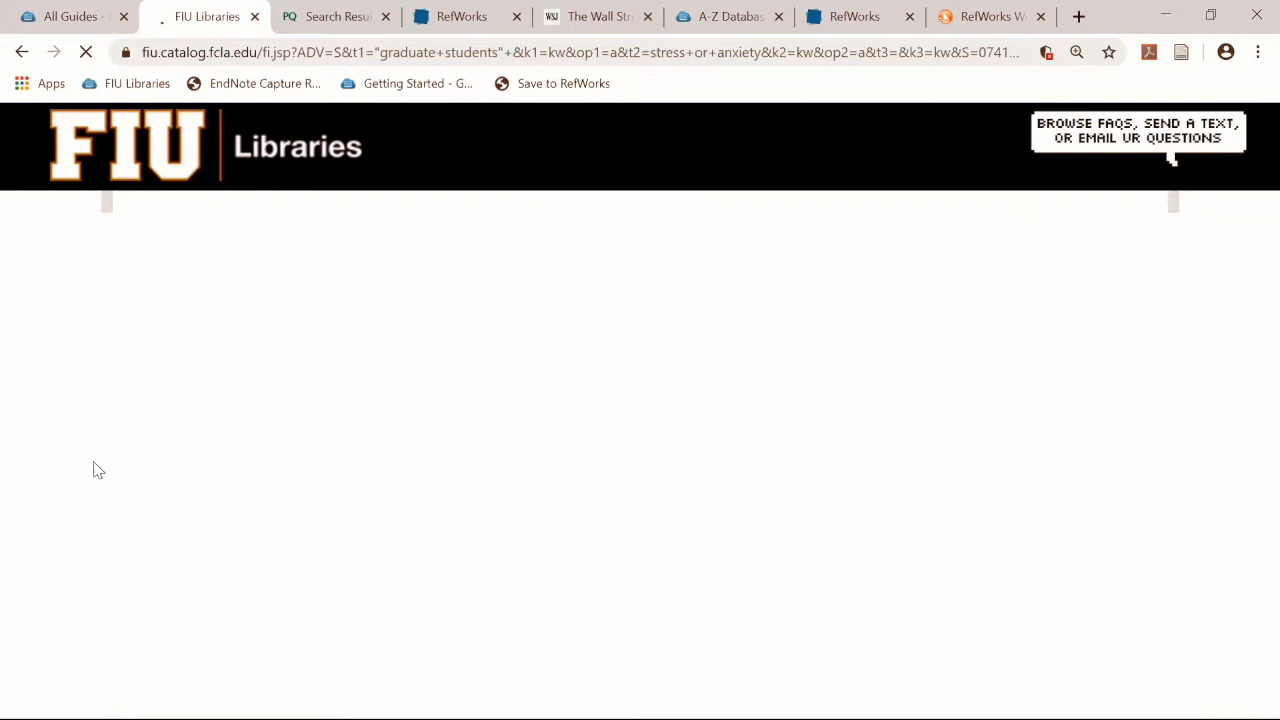 All Guides -
FIU Libraries
PQ Search Resul
RefWorks
WSJ The Wall Str
A-Z Databas
RefWorks
RefWorks W
fiu.catalog.fcla.edu/fi.jsp?ADV=S&t1="graduate+students"+&k1=kw&op1=a&t2=stress+or+anxiety&k2=kw&op2=a&t3=&k3=kw&S=0741...
Apps
FIU Libraries
EndNote Capture R...
Getting Started - G...
Save to RefWorks
FIU Libraries
BROWSE FAQS, SEND A TEXT,
OR EMAIL UR QUESTIONS